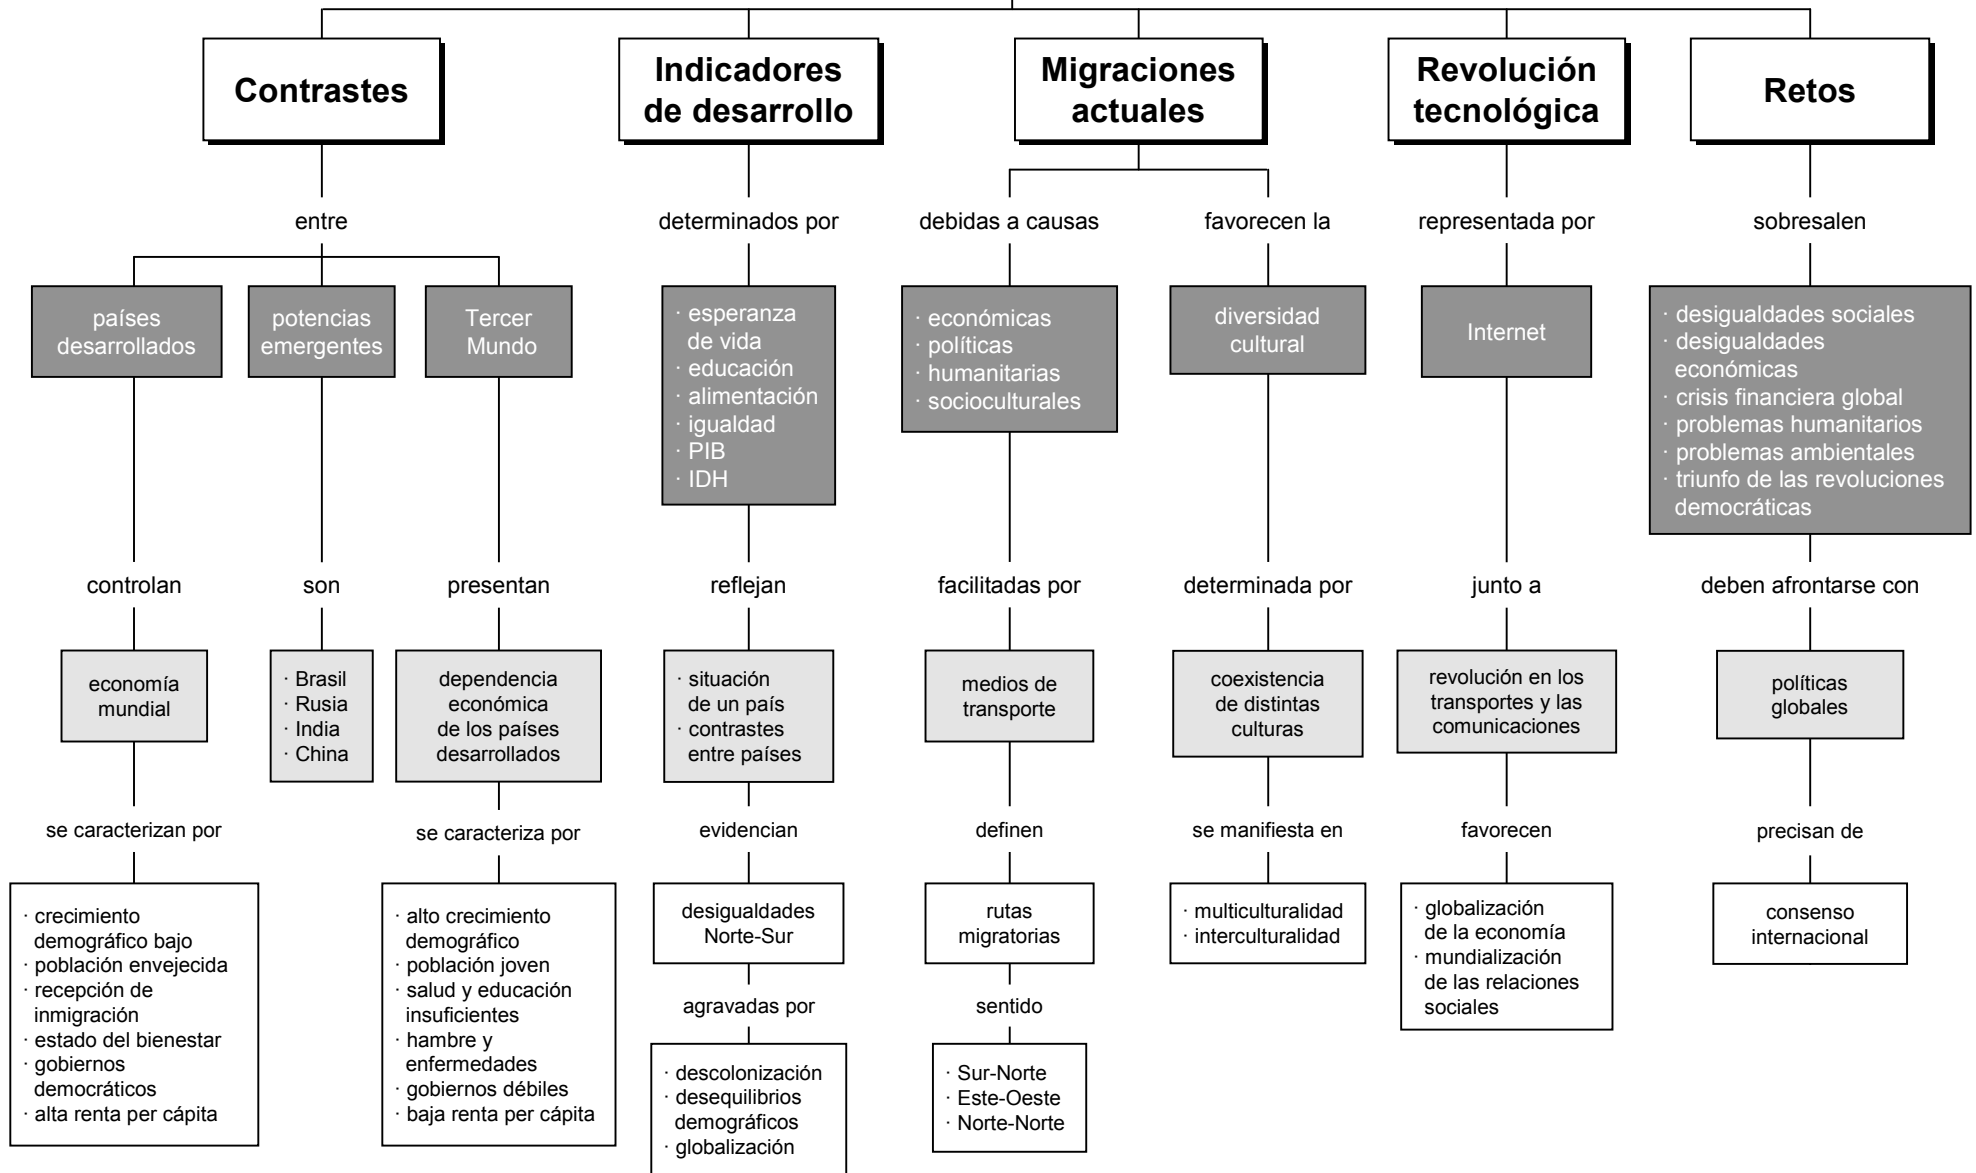 Contrastes
entre
países
desarrollados
controlan
economía
mundial
se caracterizan por
· crecimiento
demográfico bajo
· población envejecida
· recepción de
inmigración
· estado del bienestar
· gobiernos
democráticos
· alta renta per cápita
potencias
emergentes
son
· Brasil
· Rusia
· India
· China
Tercer
Mundo
presentan
dependencia
económica
de los países
desarrollados
se caracteriza por
· alto crecimiento
demográfico
· población joven
· salud y educación
insuficientes
· hambre y
enfermedades
· gobiernos débiles
· baja renta per cápita
Indicadores
de desarrollo
determinados por
· esperanza
de vida
· educación
· alimentación
· igualdad
· PIB
· IDH
reflejan
· situación
de un país
· contrastes
entre países
evidencian
desigualdades
Norte-Sur
agravadas por
· descolonización
· desequilibrios
demográficos
· globalización
Migraciones
actuales
debidas a causas
· económicas
· políticas
· humanitarias
· socioculturales
facilitadas por
medios de
transporte
definen
rutas
migratorias
sentido
· Sur-Norte
· Este-Oeste
· Norte-Norte
favorecen la
diversidad
cultural
determinada por
coexistencia
de distintas
culturas
se manifiesta en
· multiculturalidad
· interculturalidad
Revolución
tecnológica
representada por
Internet
junto a
revolución en los
transportes y las
comunicaciones
favorecen
· globalización
de la economía
· mundialización
de las relaciones
sociales
Retos
sobresalen
· desigualdades sociales
· desigualdades
económicas
· crisis financiera global
· problemas humanitarios
· problemas ambientales
· triunfo de las revoluciones
democráticas
deben afrontarse con
políticas
globales
precisan de
consenso
internacional